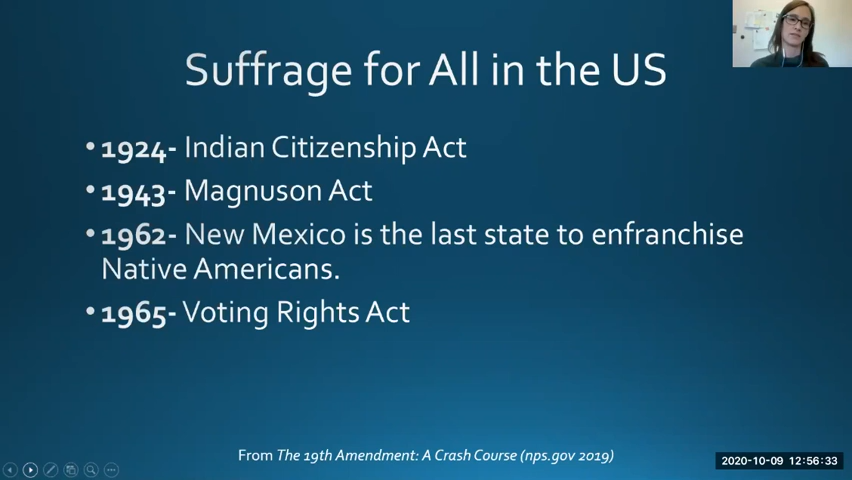 Suffrage for All in the US
• 1924- Indian Citizenship Act
• 1943- Magnuson Act
• 1962- New Mexico is the last state to enfranchise
Native Americans.
• 1965- Voting Rights Act
From The 19th Amendment: A Crash Course (nps.gov 2019)
2020-10-09 12:56:33